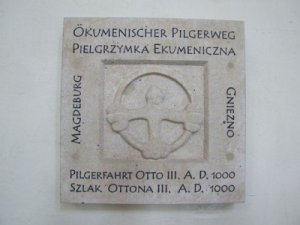 ÖKUMENISCHER PILGERWEG
PIELGRZYMKA EKUMENICZNA
MAGDEBURG
GNIEZNO
PILGERFAHRT OTTO III. A. D. 1000
SZLAK OTTONA III. A. D. 1000